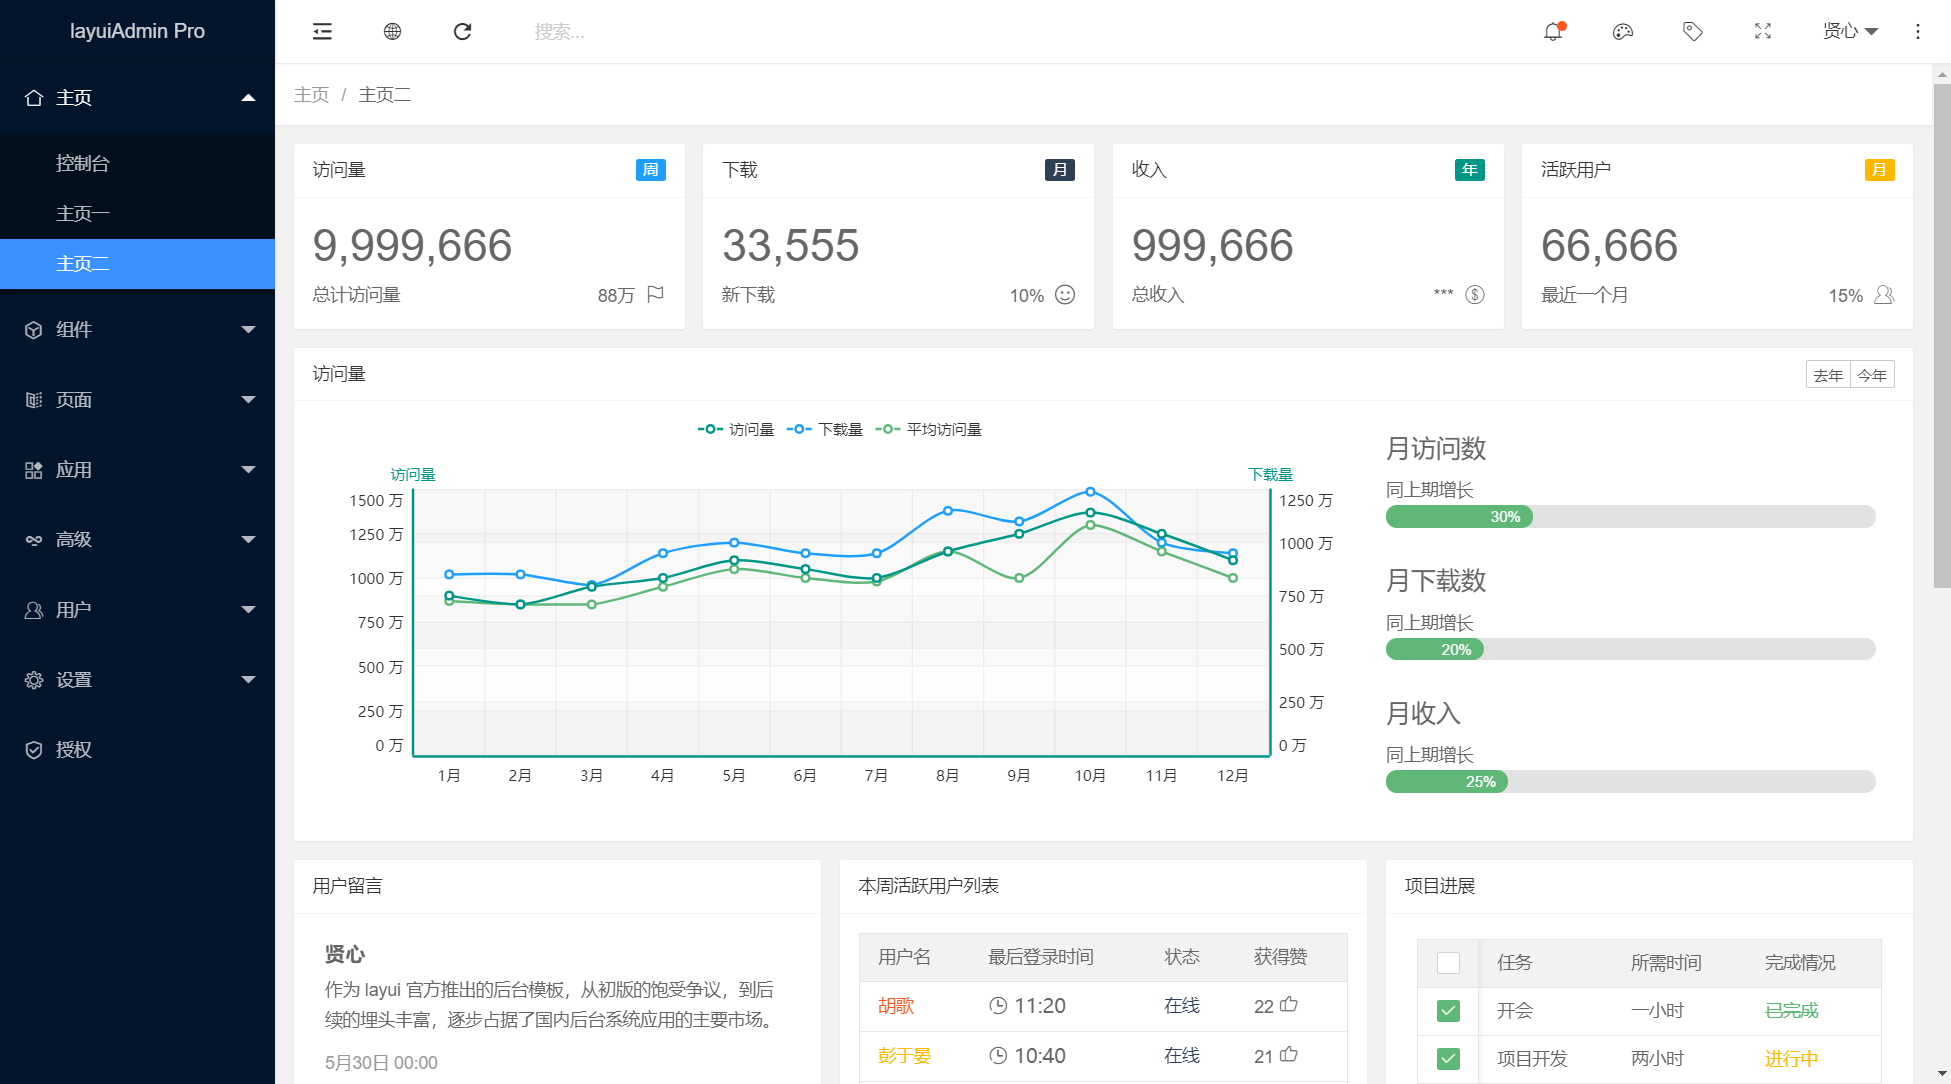 layuiAdmin Pro
搜索...
贤心
主页
控制台
主页一
主页二
组件
页面
应用
高级
用户
设置
授权
主页 / 主页二
访问量 周
9,999,666
总计访问量 88万
下载 月
33,555
新下载 10%
收入 年
999,666
总收入 ***
活跃用户 月
66,666
最近一个月 15%
访问量 去年 今年
访问量 下载量 平均访问量
访问量 下载量
1500 万
1250 万
1000 万
750 万
500 万
250 万
0 万
1250 万
1000 万
750 万
500 万
250 万
0 万
1月 2月 3月 4月 5月 6月 7月 8月 9月 10月 11月 12月
月访问数
同上期增长
30%
月下载数
同上期增长
20%
月收入
同上期增长
25%
用户留言
贤心
作为 layui 官方推出的后台模板，从初版的饱受争议，到后
续的埋头丰富，逐步占据了国内后台系统应用的主要市场。
5月30日 00:00
本周活跃用户列表
用户名 最后登录时间 状态 获得赞
胡歌 11:20 在线 22
彭于晏 10:40 在线 21
项目进展
任务 所需时间 完成情况
开会 一小时 已完成
项目开发 两小时 进行中